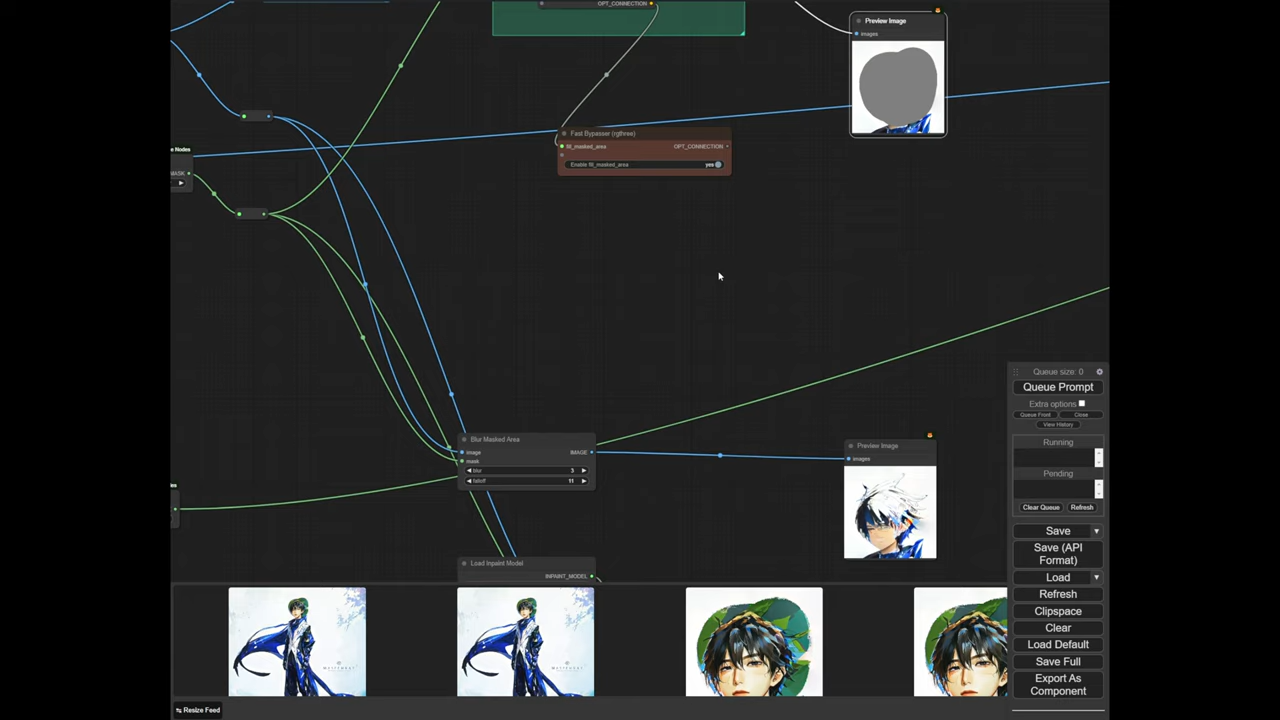 OPT_CONNECTION
Preview Image
images
Fast Bypasser (rgthree)
fill_masked_area
OPT_CONNECTION
Enable fill_masked_area
yes
e Nodes
MASK
Queue size: 0
Queue Prompt
Extra options
Queue Front
Close
View History
Running
Pending
Clear Queue
Refresh
Blur Masked Area
image
IMAGE
mask
blur
3
falloff
11
Preview Image
images
des
Load Inpaint Model
INPAINT_MODEL
Save
Save (API
Format)
Load
Refresh
Clipspace
Clear
Load Default
Save Full
Export As
Component
Resize Feed